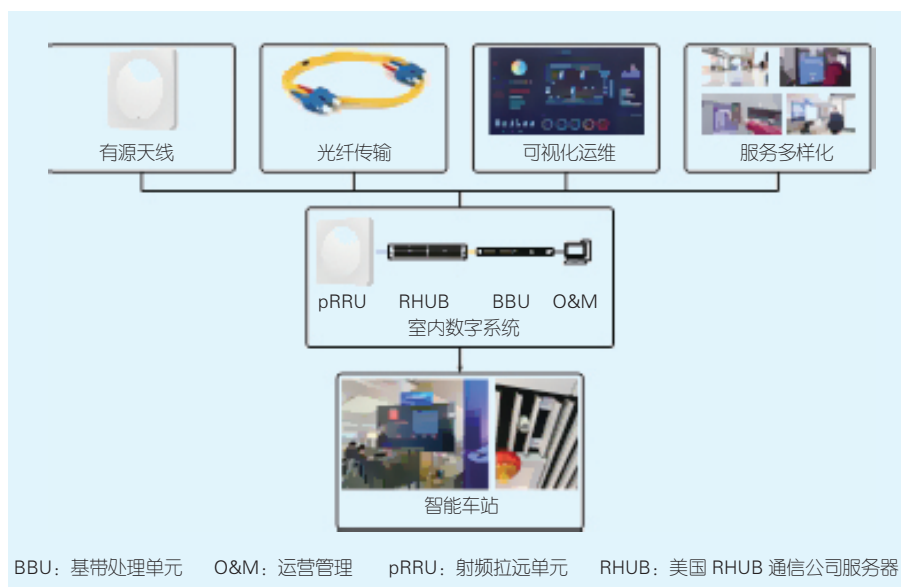 有源天线
光纤传输
可视化运维
服务多样化
pRRU RHUB BBU O&M
室内数字系统
智能车站
BBU：基带处理单元 O&M：运营管理 pRRU：射频拉远单元 RHUB：美国 RHUB 通信公司服务器